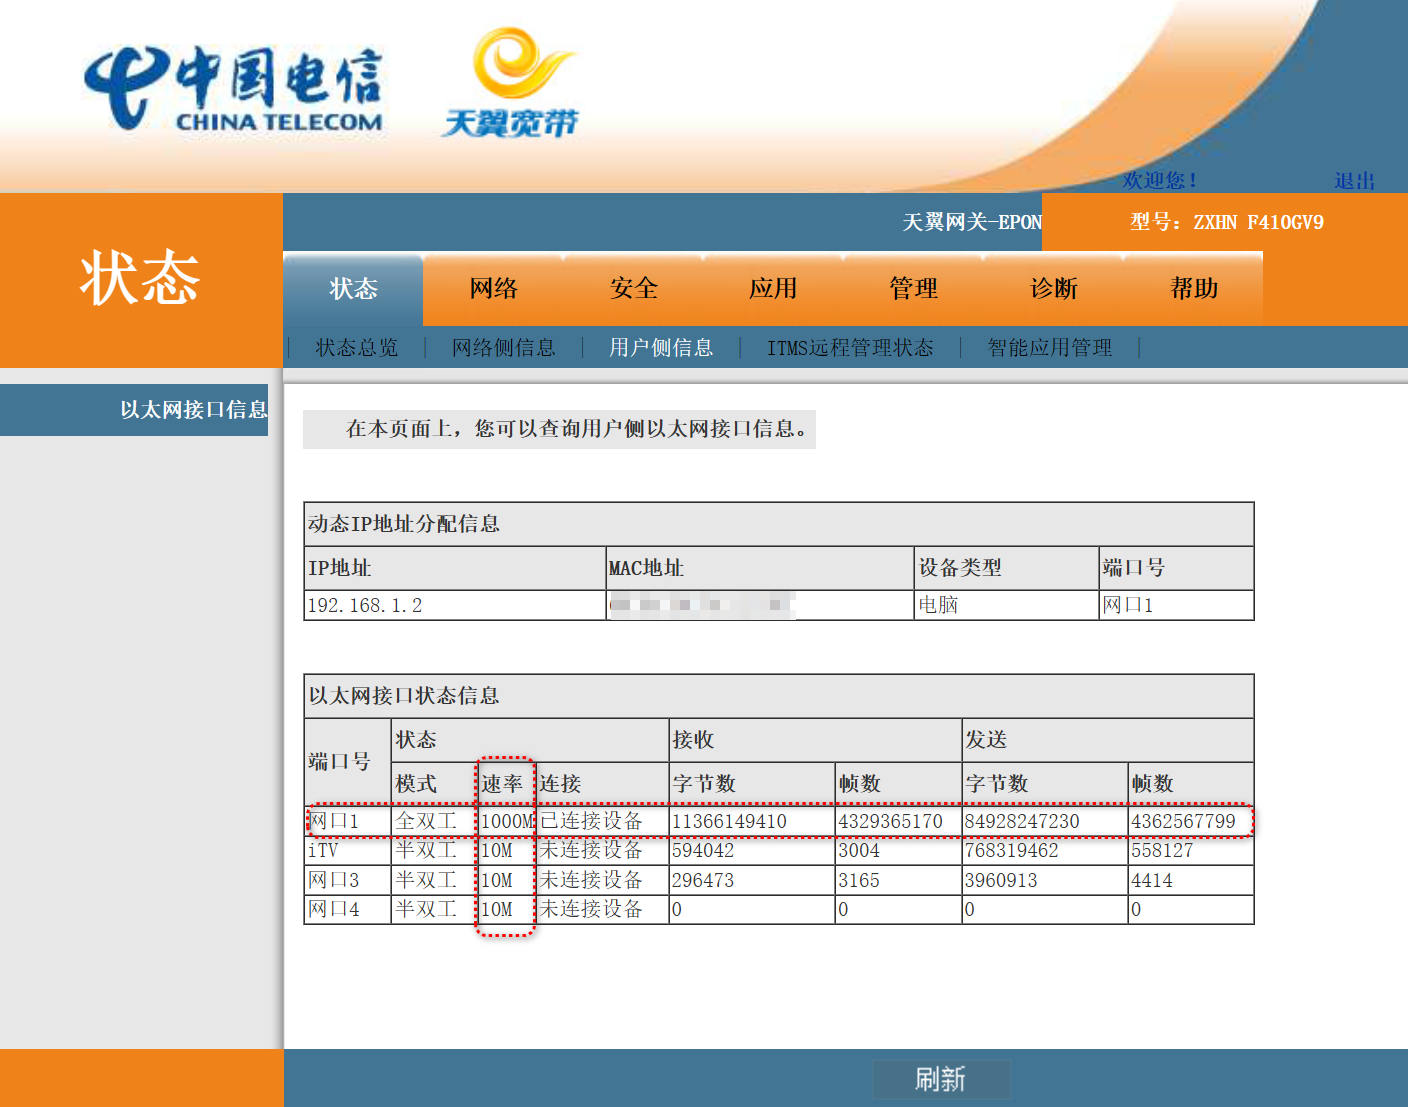 中国电信
CHINA TELECOM
天翼宽带
欢迎您! 退出
天翼网关-EPON 型号: ZXHN F410GV9
状态
状态 网络 安全 应用 管理 诊断 帮助
状态总览 网络侧信息 用户侧信息 ITMS远程管理状态 智能应用管理
以太网接口信息
在本页面上，您可以查询用户侧以太网接口信息。
动态IP地址分配信息
IP地址 MAC地址 设备类型 端口号
192.168.1.2 电脑 网口1
以太网接口状态信息
端口号 状态 接收 发送
模式 速率 连接 字节数 帧数 字节数 帧数
网口1 全双工 1000M 已连接设备 11366149410 4329365170 84928247230 4362567799
iTV 半双工 10M 未连接设备 594042 3004 768319462 558127
网口3 半双工 10M 未连接设备 296473 3165 3960913 4414
网口4 半双工 10M 未连接设备 0 0 0 0
刷新